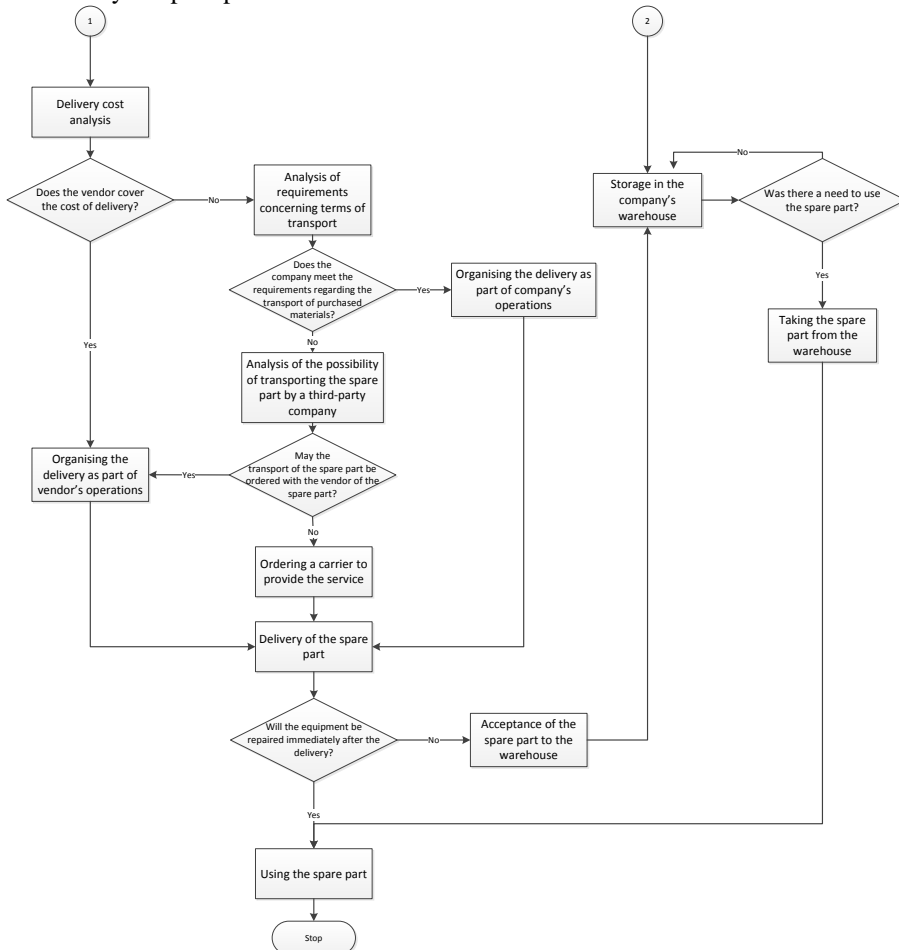 1
2
Delivery cost
analysis
Does the vendor cover
the cost of delivery?
No
Analysis of
requirements
concerning terms of
transport
Does the
company meet the
requirements regarding the
transport of purchased
materials?
Yes
Organising the delivery as
part of company's
operations
No
Analysis of the possibility
of transporting the spare
part by a third-party
company
Yes
May the
transport of the spare part be
ordered with the vendor of the
spare part?
Yes
Organising the
delivery as part of
vendor's operations
No
Ordering a carrier to
provide the service
Delivery of the spare
part
Will the equipment be
repaired immediately after the
delivery?
No
Acceptance of the
spare part to the
warehouse
Yes
Using the spare part
Stop
Storage in the
company's
warehouse
No
Was there a need to use
the spare part?
Yes
Taking the spare
part from the
warehouse